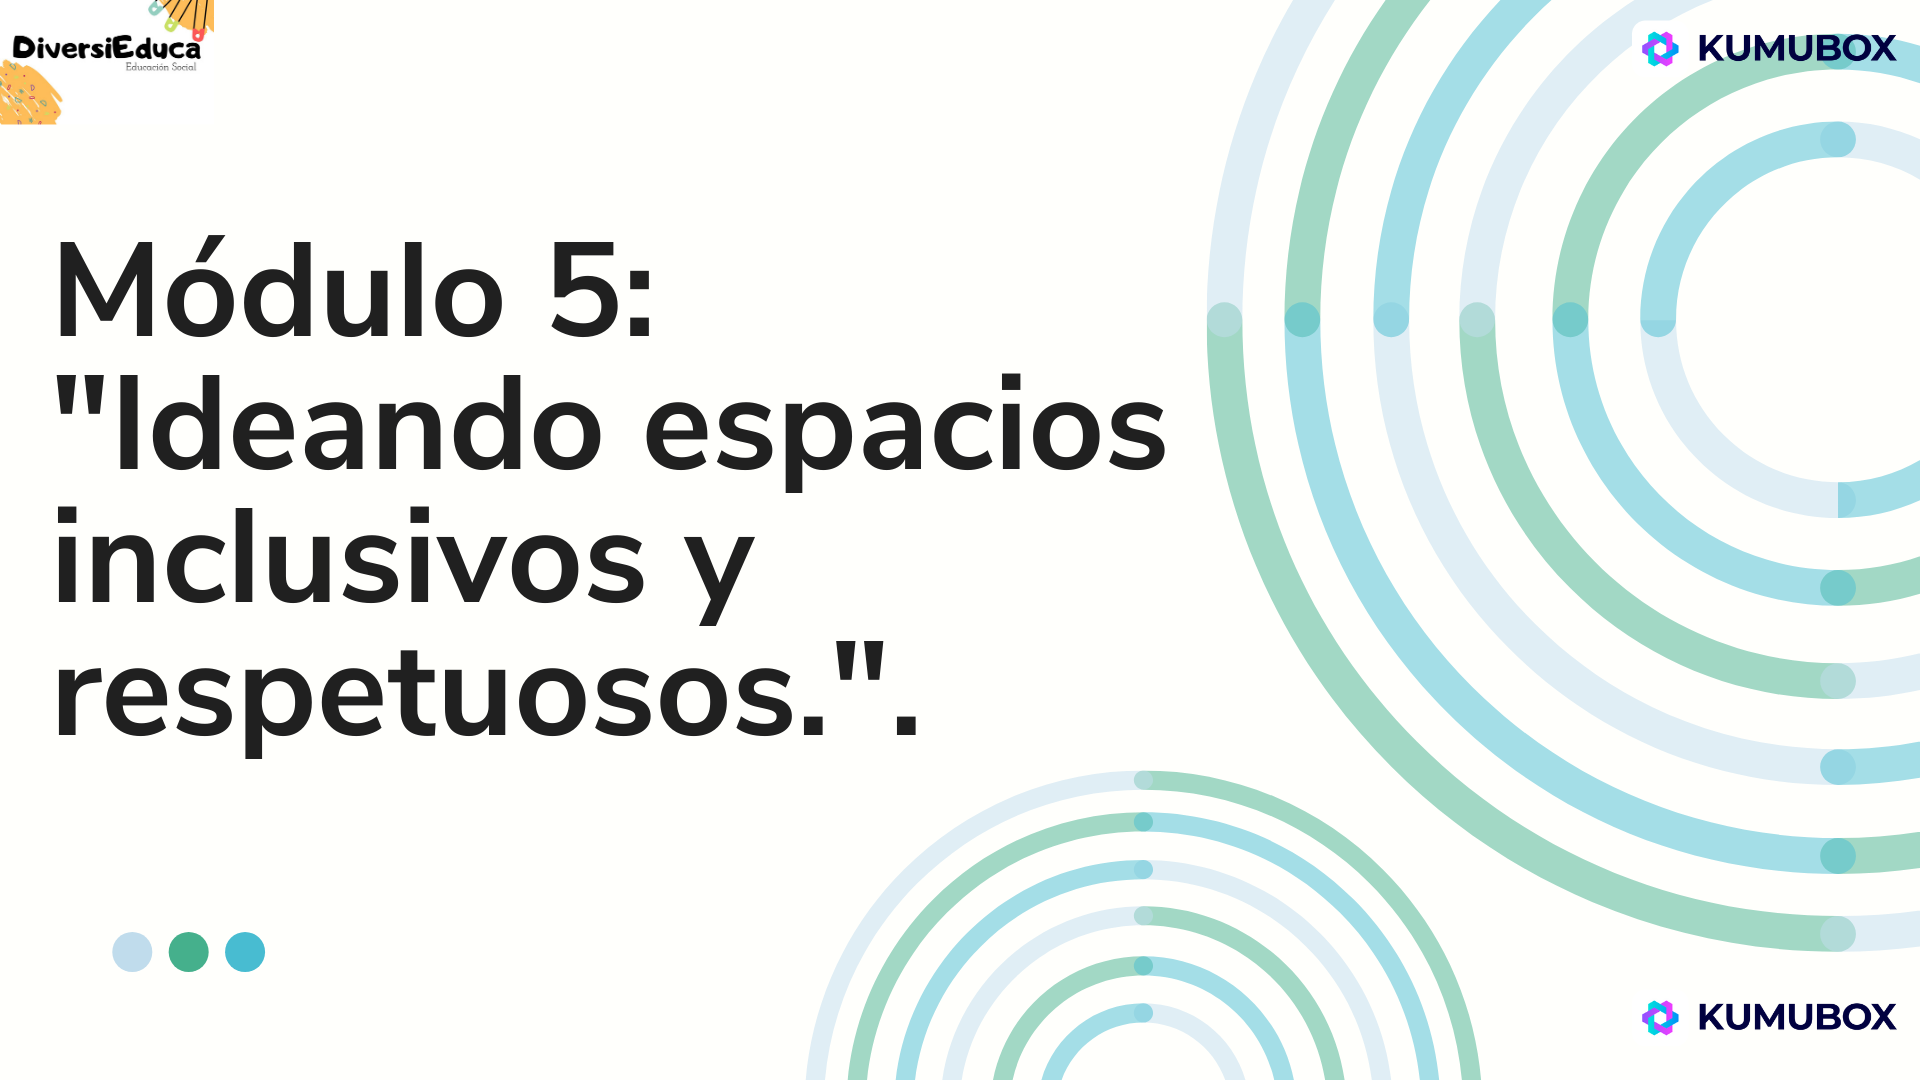 DiversiEduca
Educación Social
KUMUBOX
Módulo 5:
"Ideando espacios
inclusivos y
respetuosos.".
KUMUBOX